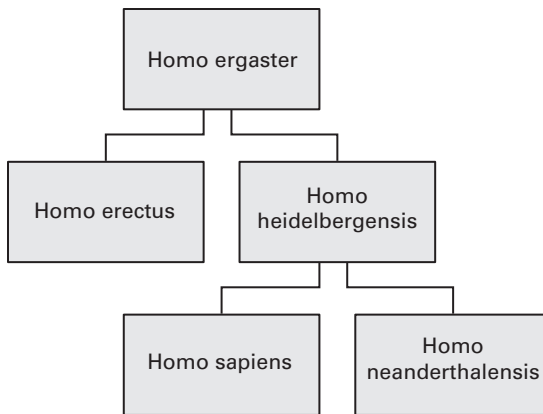 Homo ergaster
Homo erectus
Homo
heidelbergensis
Homo sapiens
Homo
neanderthalensis